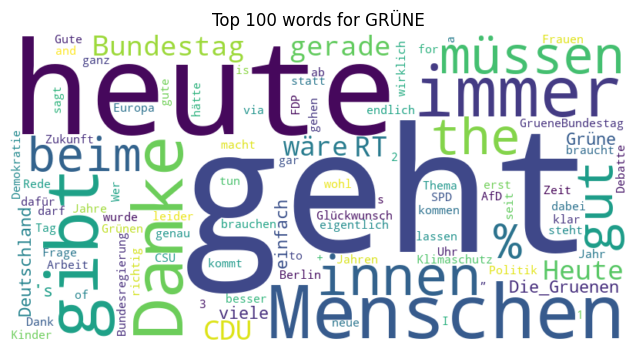 Top 100 words for GRÜNE
Gute
and
ganz
sagt
Bundestag
gute
Europa
hätte
is
via
gerade
statt
ab
FDP
gehen
wirklich
endlich
for
a
müssen
Frauen
heute
immer
GrueneBundestag
Demokratie
Zukunft
beim
Danke
macht
wäre
RT
2
the
Grüne
braucht
Debatte
Rede
dafür
darf
Wer
tun
gar
wohl
geht
Thema
SPD
kommen
erst
AfD
seit
Zeit
dabei
klar
steht
gut
Tag
Jahre
wurde
Grünen
leider
genau
brauchen
einfach
s
Glückwunsch
eigentlich
lassen
%
Deutschland
Frage
Arbeit
gibt
Bundesregierung
richtig
CSU
kommt
to
+
Jahren
Uhr
Klimaschutz
Heute
Jahr
's
of
Berlin
innen
Politik
"
Die_Gruenen
Dank
Kinder
3
besser
viele
CDU
neue
Menschen
I
1